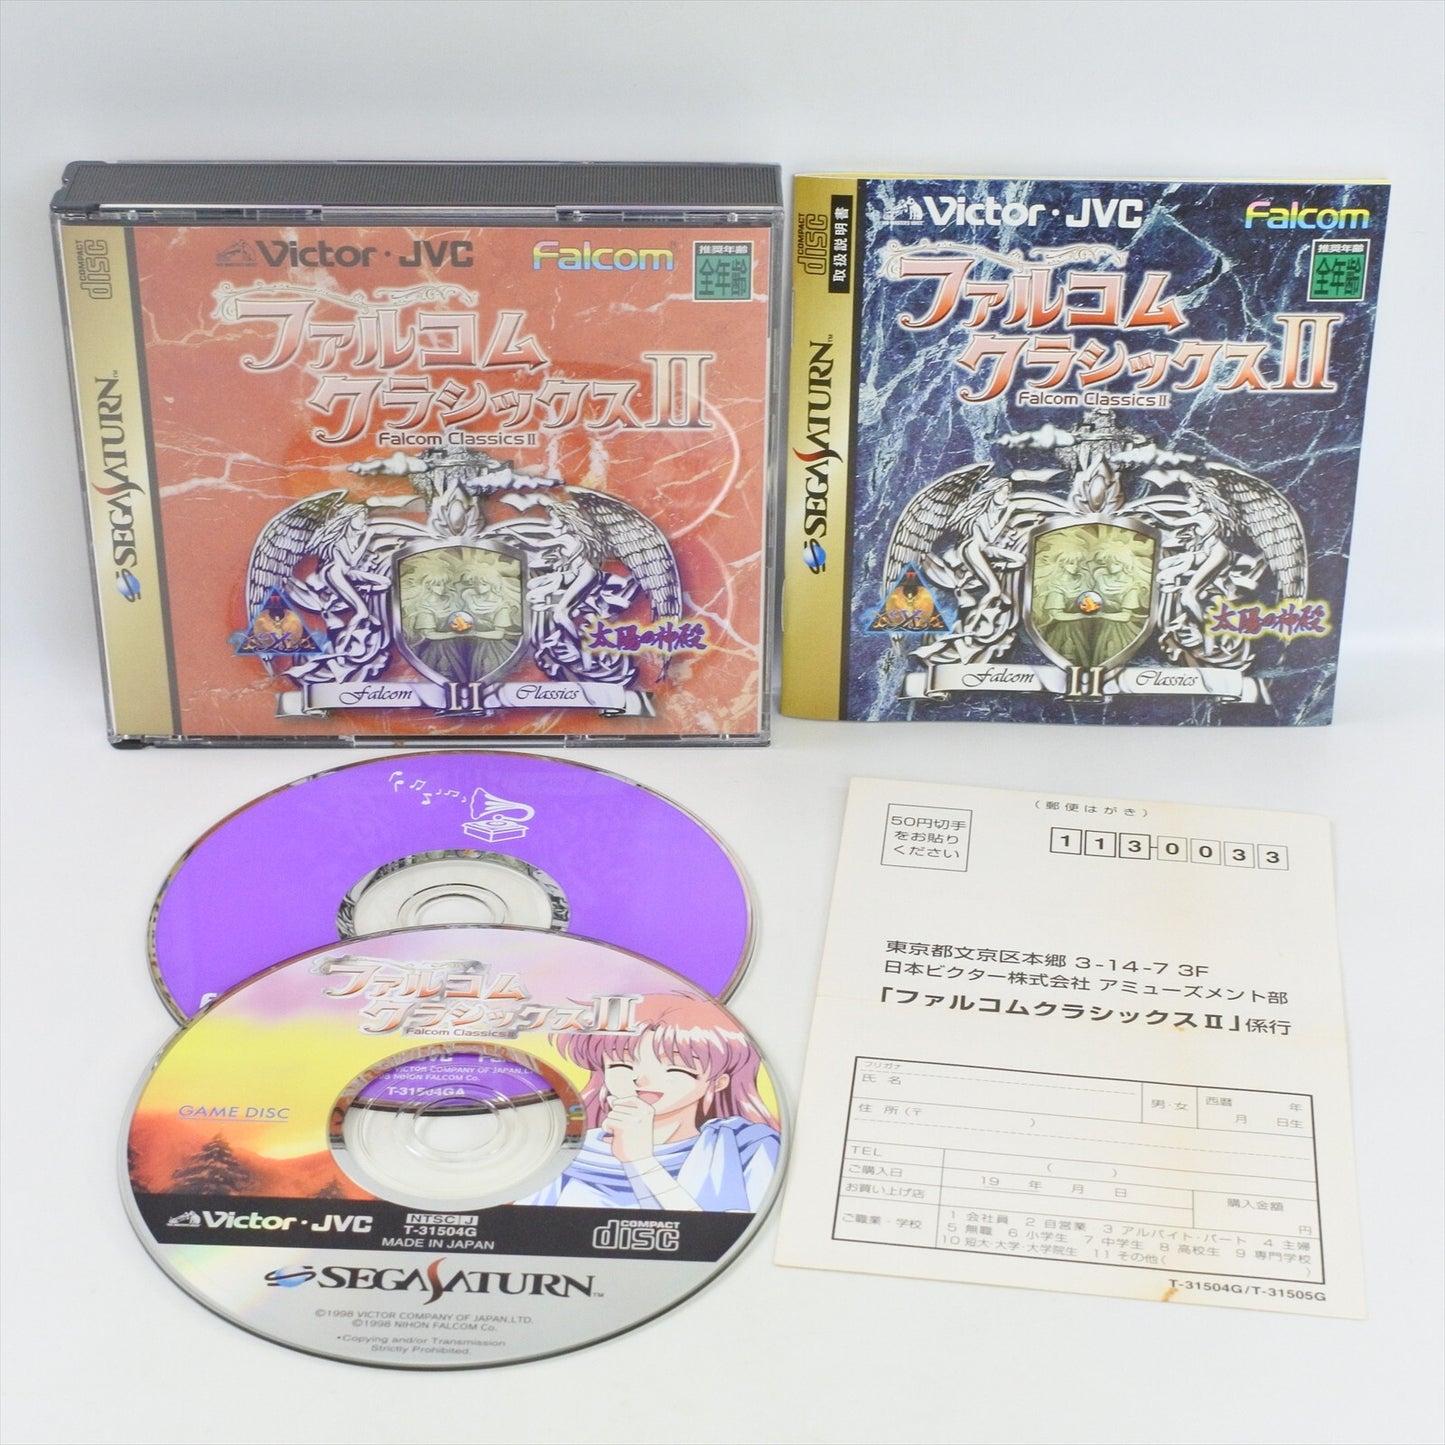 COMPACT disc
SEGA SATURN™
Victor・JVC
Falcom
推奨年齢
全年齢
ファルコム
クラシックスII
Falcom Classics II
太陽の神殿
Falcom II Classics
COMPACT disc
取扱説明書
SEGA SATURN™
Victor・JVC
Falcom
推奨年齢
全年齢
ファルコム
クラシックスII
Falcom Classics II
太陽の神殿
Falcom II Classics
ファルコム
クラシックスII
Falcom Classics II
T-31504GA
GAME DISC
Victor・JVC
NTSC J
T-31504G
MADE IN JAPAN
COMPACT disc
SEGA SATURN™
©1998 VICTOR COMPANY OF JAPAN,LTD.
©1998 NIHON FALCOM Co.
•Copying and/or Transmission
Strictly Prohibited.
(郵便はがき)
50円切手
をお貼り
ください
113-0033
東京都文京区本郷 3-14-7 3F
日本ビクター株式会社 アミューズメント部
「ファルコムクラシックスII」係行
フリガナ
氏 名
男・女
西暦 年
月 日生
住 所 (〒 )
TEL ( )
ご購入日
19 年 月 日
お買い上げ店
購入金額
円
ご職業・学校
1 会社員 2 自営業 3 アルバイト・パート 4 主婦
5 無職 6 小学生 7 中学生 8 高校生 9 専門学校
10 短大・大学・大学院生 11 その他( )
T-31504G/T-31505G